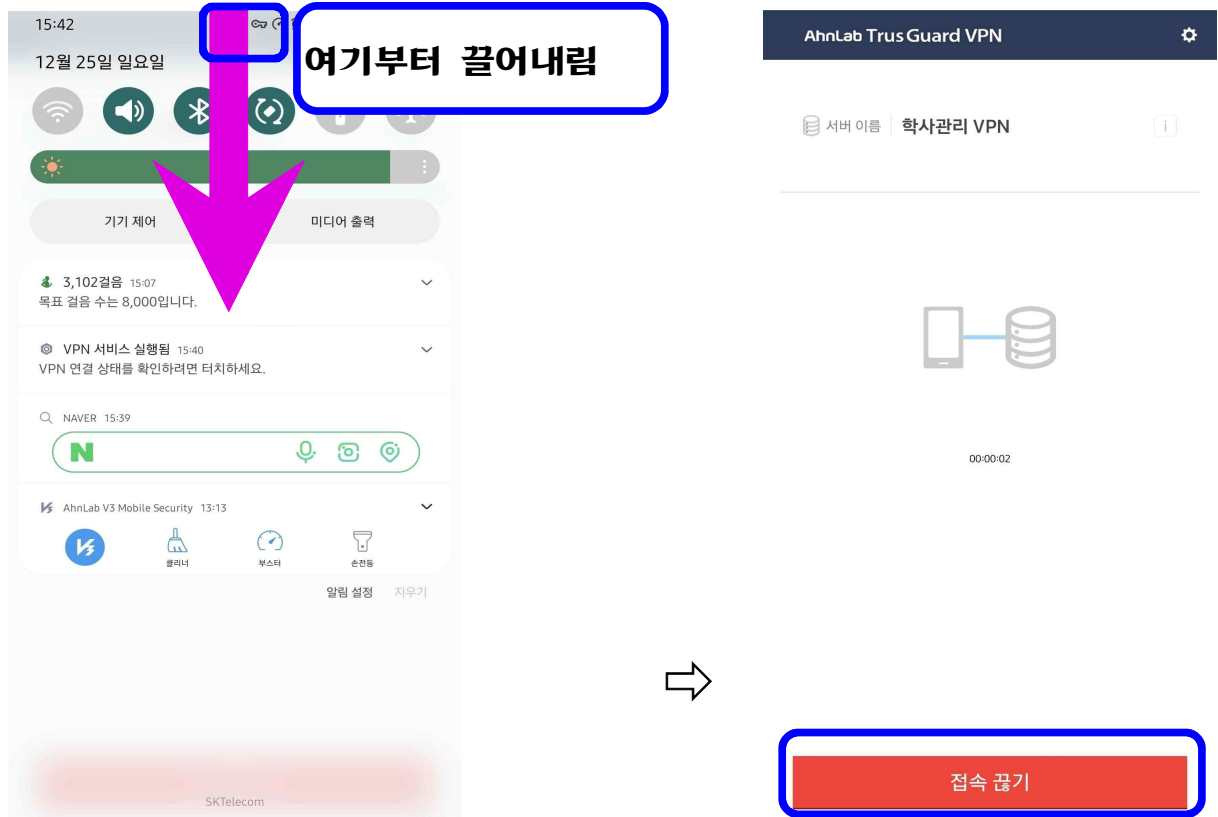 15:42
여기부터 끌어내림
12월 25일 일요일
기기 제어
미디어 출력
3,102걸음 15:07
목표 걸음 수는 8,000입니다.
VPN 서비스 실행됨 15:40
VPN 연결 상태를 확인하려면 터치하세요.
NAVER 15:39
N
AhnLab V3 Mobile Security 13:13
클리너
부스터
손전등
알림 설정 지우기
SKTelecom
AhnLab TrusGuard VPN
서버 이름 학사관리 VPN
i
00:00:02
접속 끊기